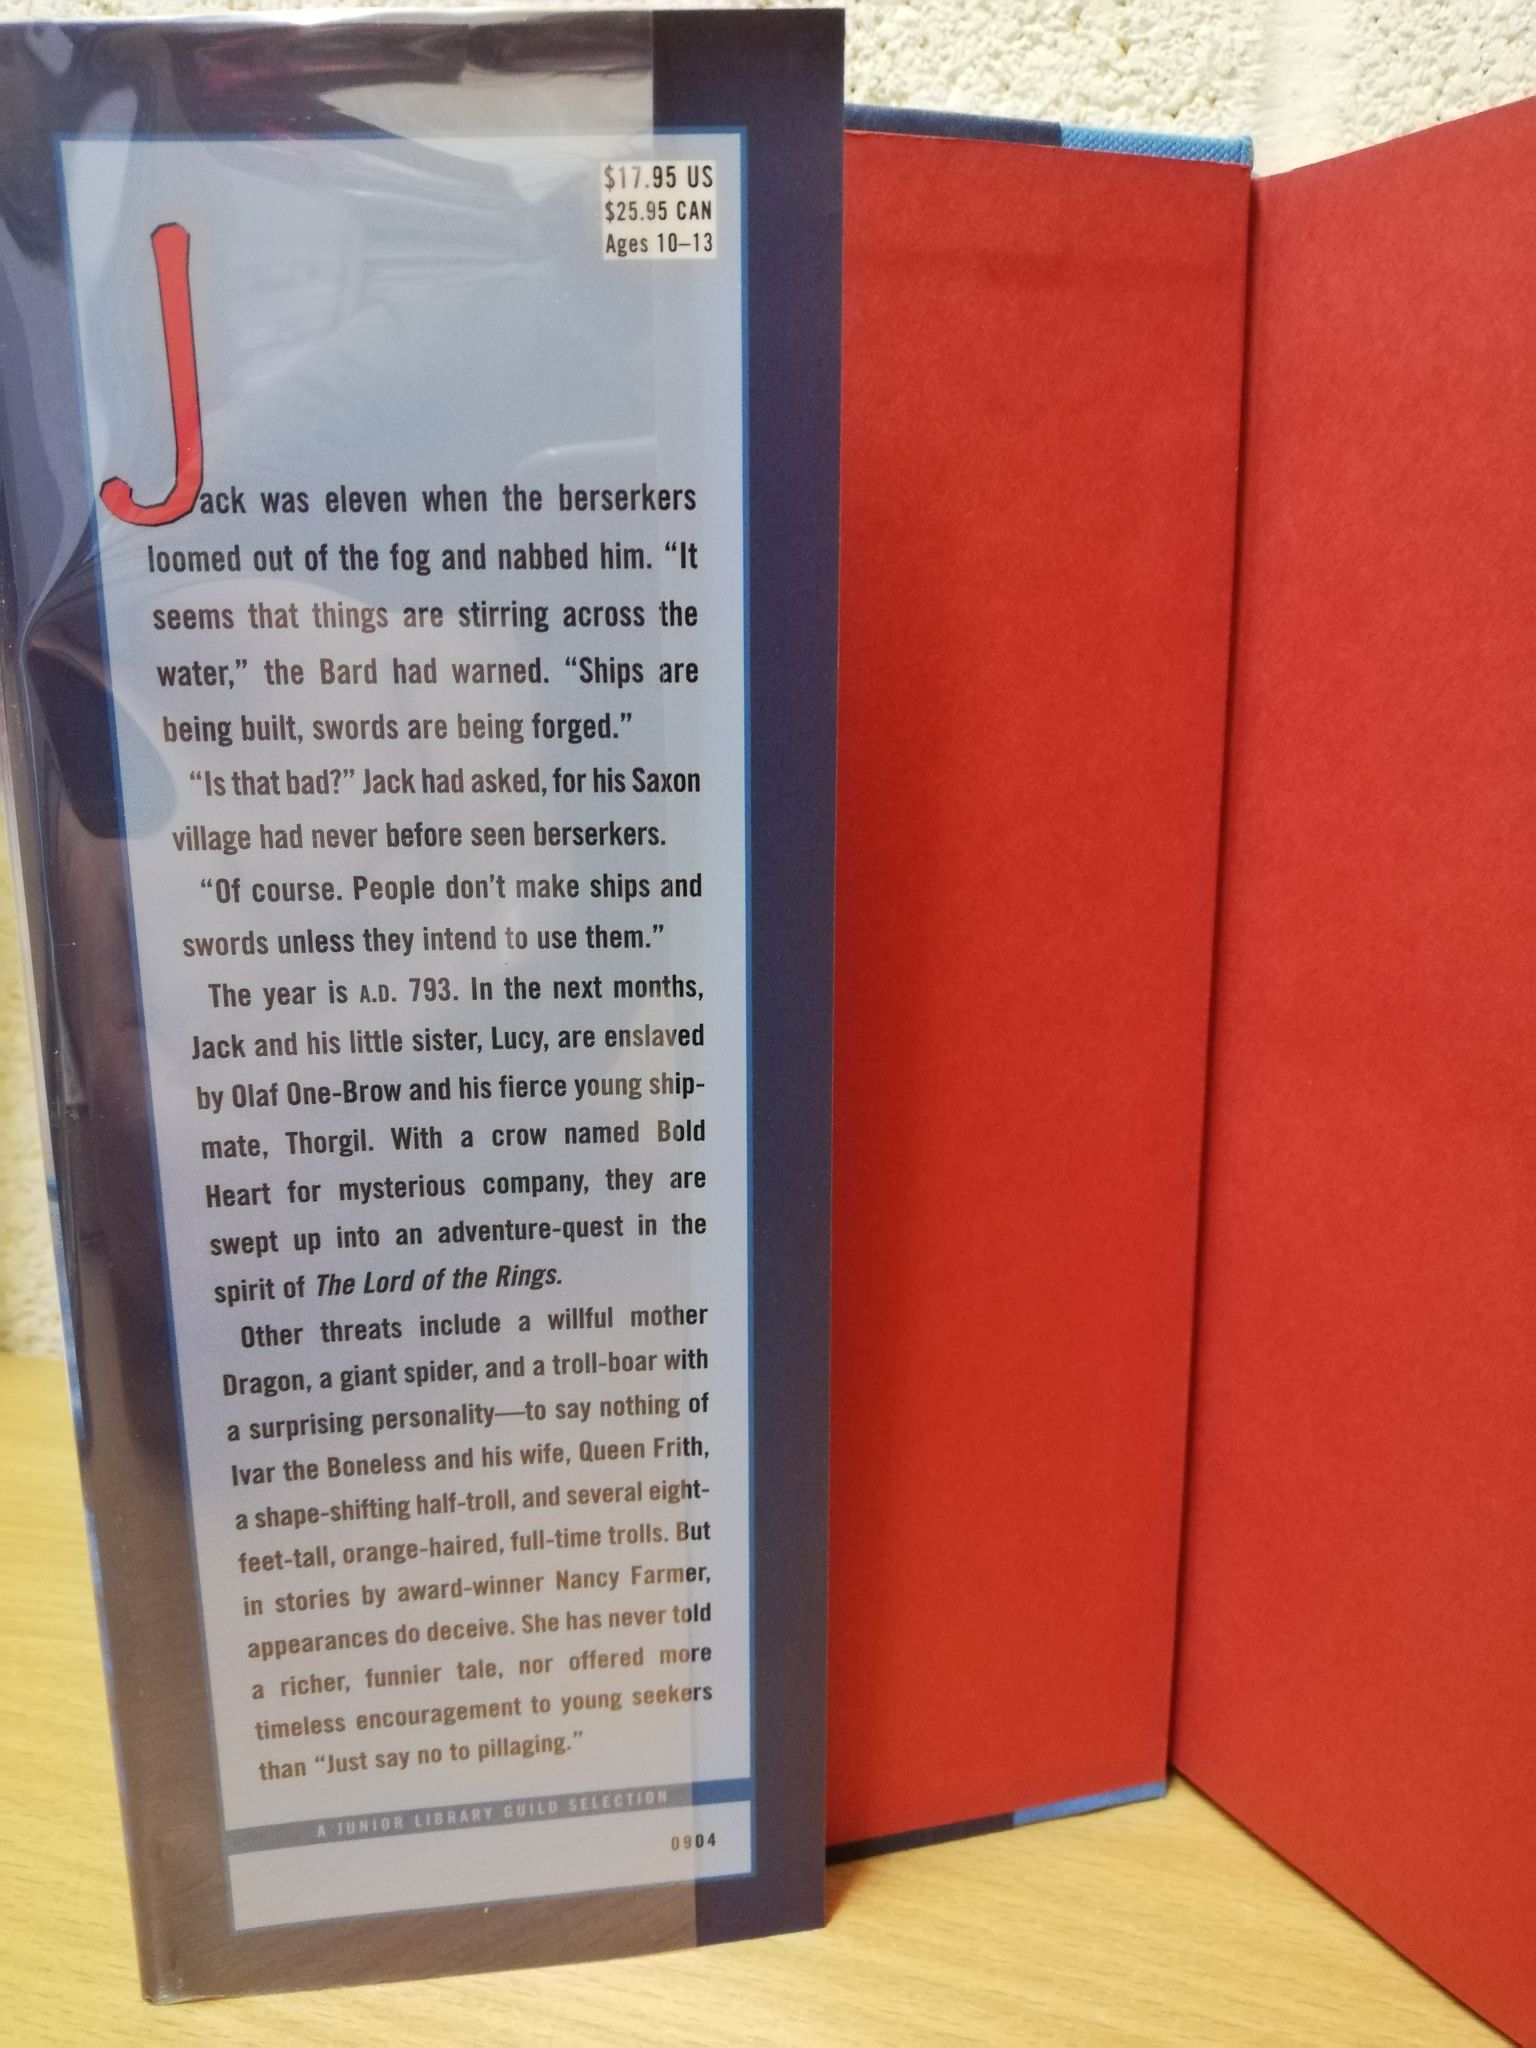 $17.95 US
$25.95 CAN
Ages 10–13
Jack was eleven when the berserkers
loomed out of the fog and nabbed him. “It
seems that things are stirring across the
water,” the Bard had warned. “Ships are
being built, swords are being forged.”
“Is that bad?” Jack had asked, for his Saxon
village had never before seen berserkers.
“Of course. People don’t make ships and
swords unless they intend to use them.”
The year is A.D. 793. In the next months,
Jack and his little sister, Lucy, are enslaved
by Olaf One-Brow and his fierce young ship-
mate, Thorgil. With a crow named Bold
Heart for mysterious company, they are
swept up into an adventure-quest in the
spirit of The Lord of the Rings.
Other threats include a willful mother
Dragon, a giant spider, and a troll-boar with
a surprising personality—to say nothing of
Ivar the Boneless and his wife, Queen Frith,
a shape-shifting half-troll, and several eight-
feet-tall, orange-haired, full-time trolls. But
in stories by award-winner Nancy Farmer,
appearances do deceive. She has never told
a richer, funnier tale, nor offered more
timeless encouragement to young seekers
than “Just say no to pillaging.”
A JUNIOR LIBRARY GUILD SELECTION
0904